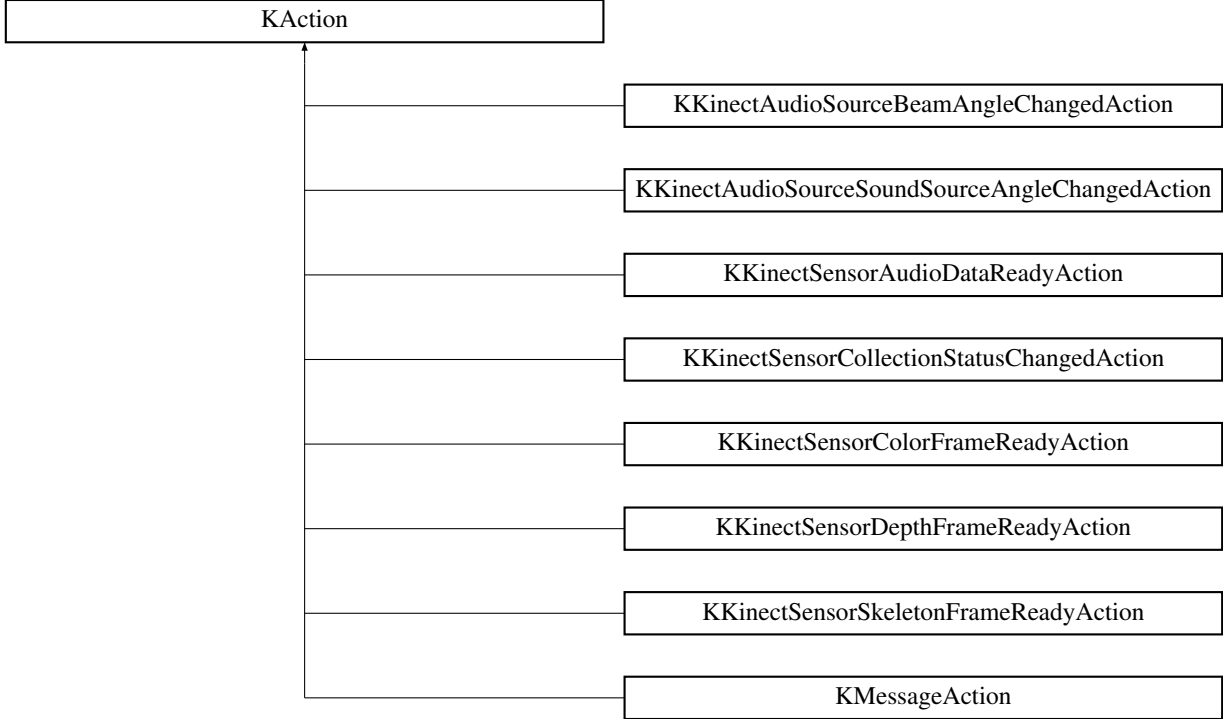 KAction
KKinectAudioSourceBeamAngleChangedAction
KKinectAudioSourceSoundSourceAngleChangedAction
KKinectSensorAudioDataReadyAction
KKinectSensorCollectionStatusChangedAction
KKinectSensorColorFrameReadyAction
KKinectSensorDepthFrameReadyAction
KKinectSensorSkeletonFrameReadyAction
KMessageAction